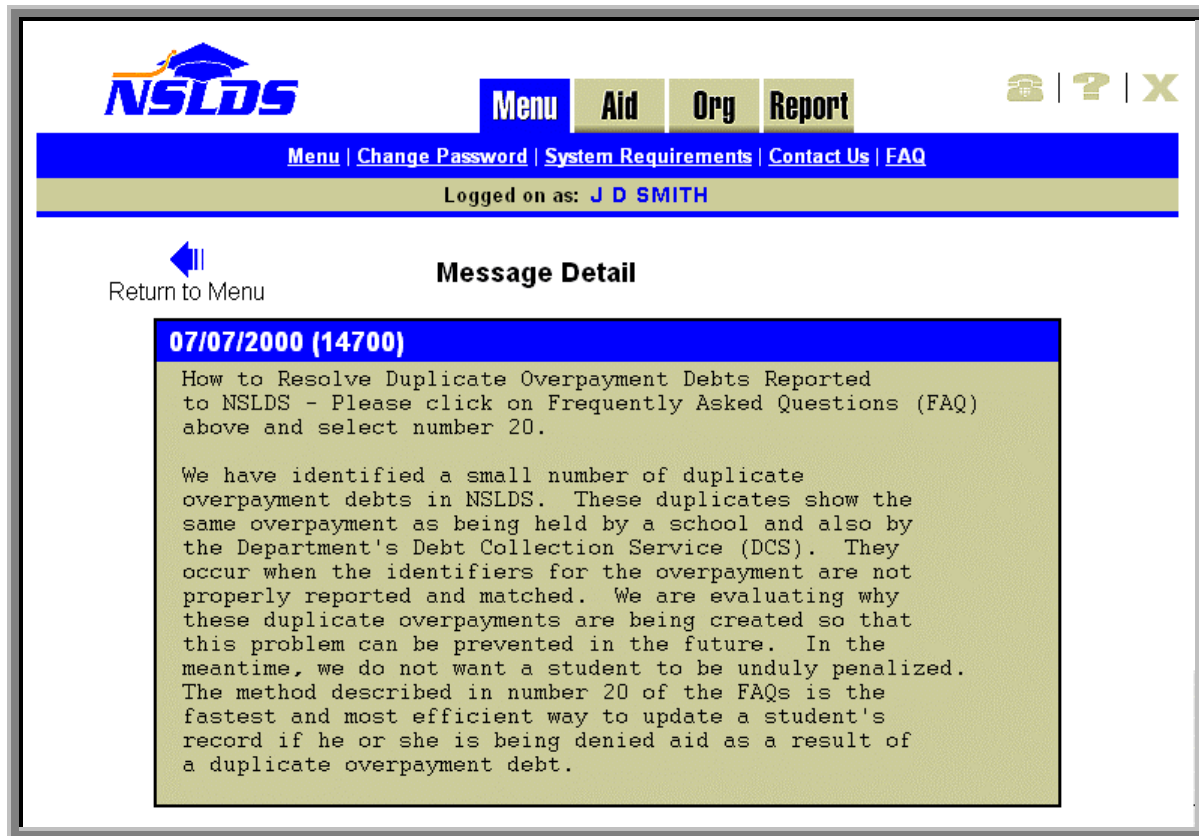 NSLDS
Menu Aid Org Report
? | X
Menu | Change Password | System Requirements | Contact Us | FAQ
Logged on as: J D SMITH
Return to Menu
Message Detail
07/07/2000 (14700)
How to Resolve Duplicate Overpayment Debts Reported
to NSLDS - Please click on Frequently Asked Questions (FAQ)
above and select number 20.
We have identified a small number of duplicate
overpayment debts in NSLDS. These duplicates show the
same overpayment as being held by a school and also by
the Department's Debt Collection Service (DCS). They
occur when the identifiers for the overpayment are not
properly reported and matched. We are evaluating why
these duplicate overpayments are being created so that
this problem can be prevented in the future. In the
meantime, we do not want a student to be unduly penalized.
The method described in number 20 of the FAQs is the
fastest and most efficient way to update a student's
record if he or she is being denied aid as a result of
a duplicate overpayment debt.